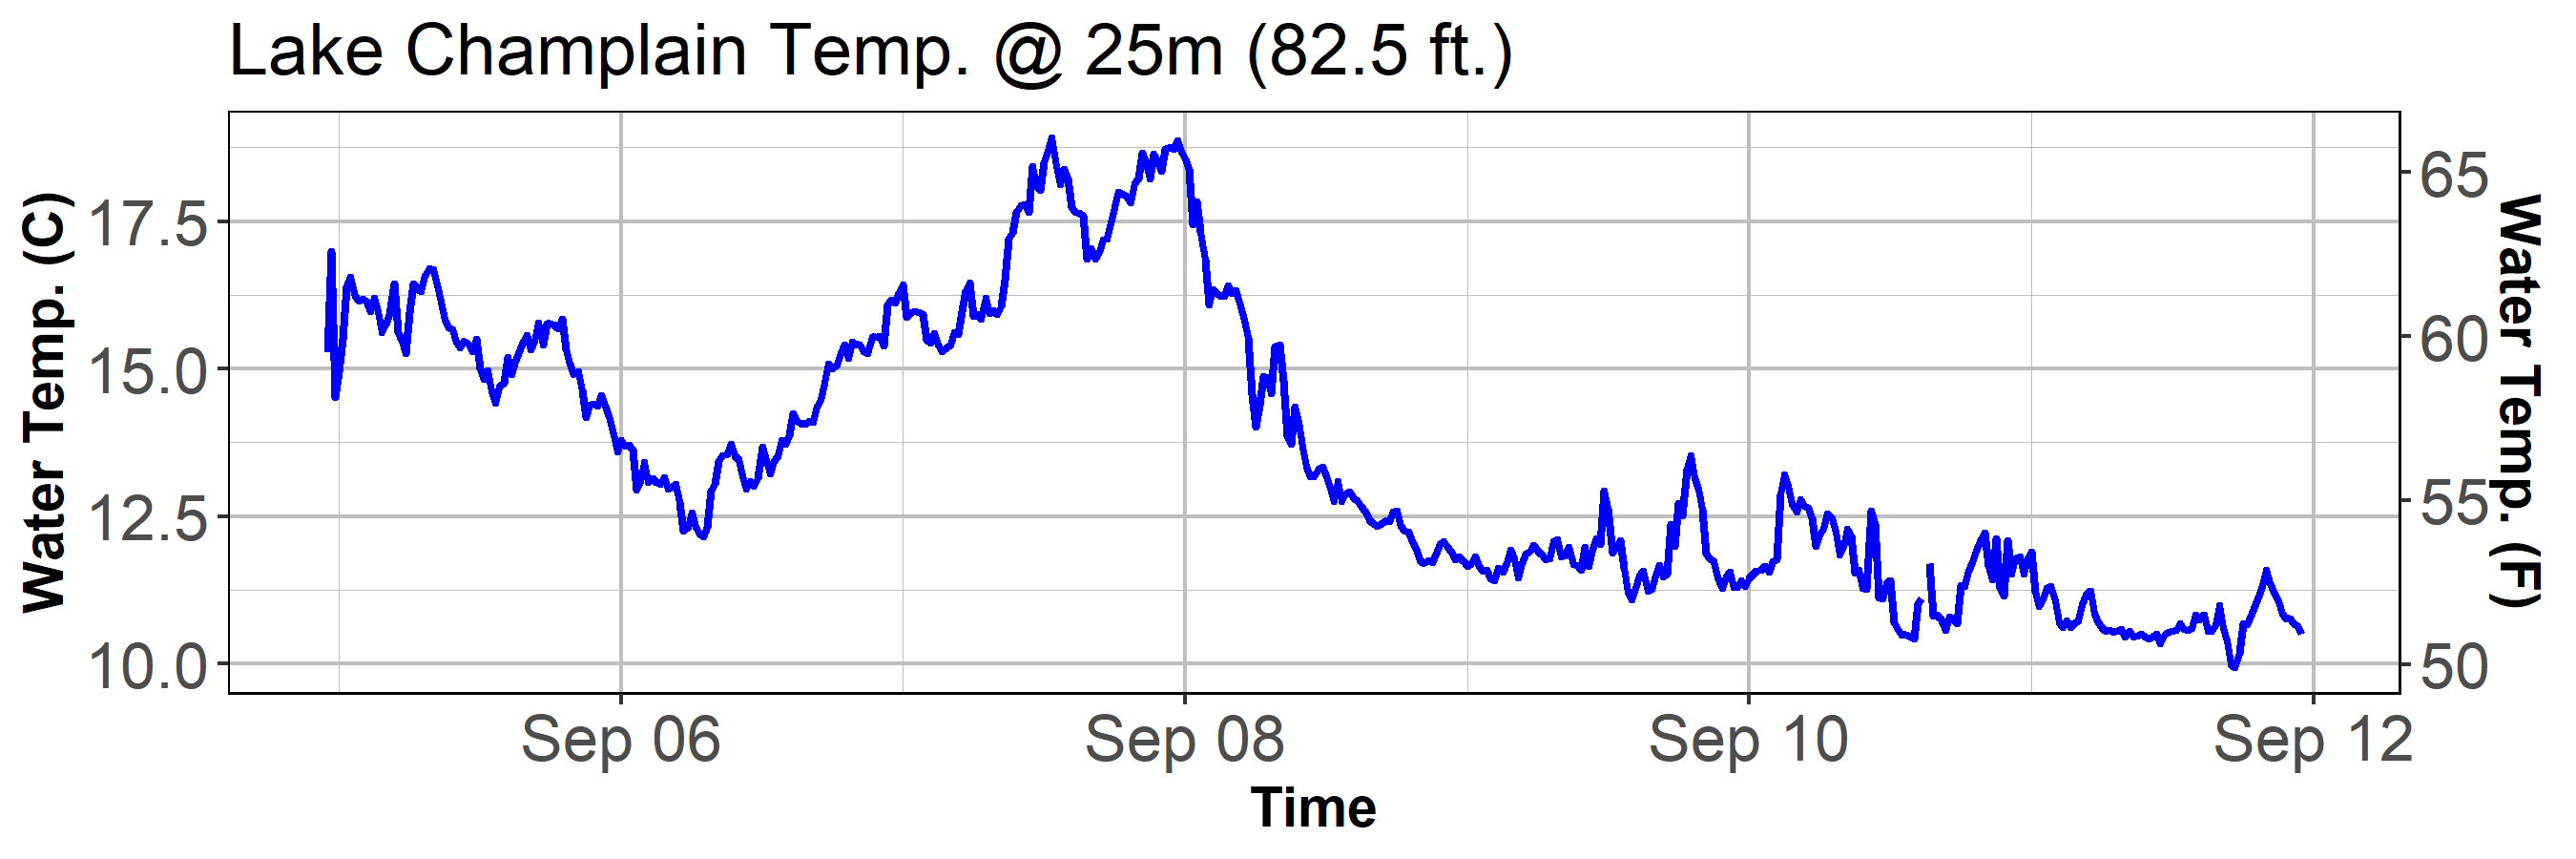 Lake Champlain Temp. @ 25m (82.5 ft.)
Water Temp. (C)
17.5
15.0
12.5
10.0
65
60
55
50
Water Temp. (F)
Sep 06 Sep 08 Sep 10 Sep 12
Time